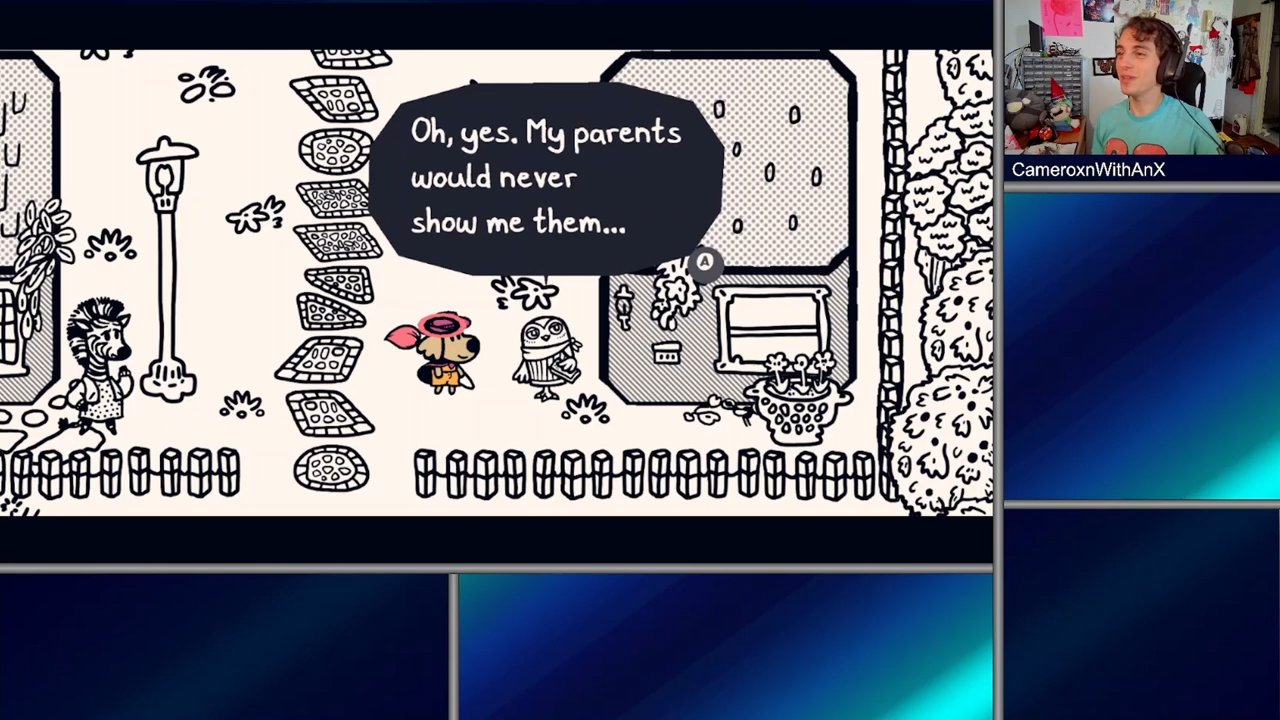 Oh, yes. My parents
would never
show me them...
A
CameroxnWithAnX